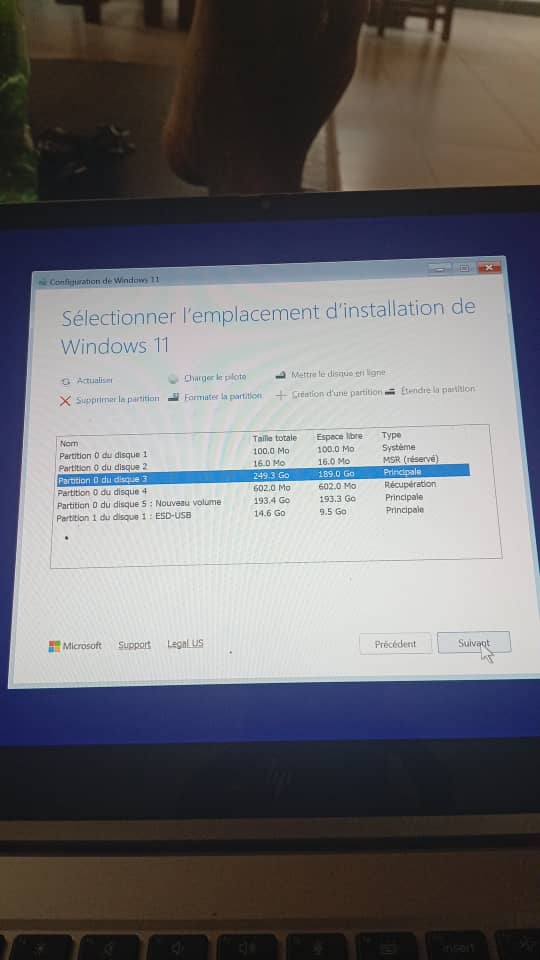 Configuration de Windows 11
Sélectionner l'emplacement d'installation de
Windows 11
Actualiser
Charger le pilote
Mettre le disque en ligne
Supprimer la partition
Formater la partition
Création d'une partition
Étendre la partition
Nom Taille totale Espace libre Type
Partition 0 du disque 1 100.0 Mo 100.0 Mo Système
Partition 0 du disque 2 16.0 Mo 16.0 Mo MSR (réservé)
Partition 0 du disque 3 249.3 Go 189.0 Go Principale
Partition 0 du disque 4 602.0 Mo 602.0 Mo Récupération
Partition 0 du disque 5 : Nouveau volume 193.4 Go 193.3 Go Principale
Partition 1 du disque 1 : ESD-USB 14.6 Go 9.5 Go Principale
Microsoft Support Legal US
Précédent Suivant
hp
insert